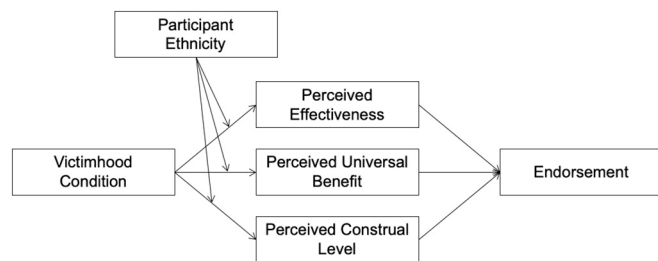 Participant
Ethnicity
Perceived
Effectiveness
Victimhood
Condition
Perceived Universal
Benefit
Endorsement
Perceived Construal
Level